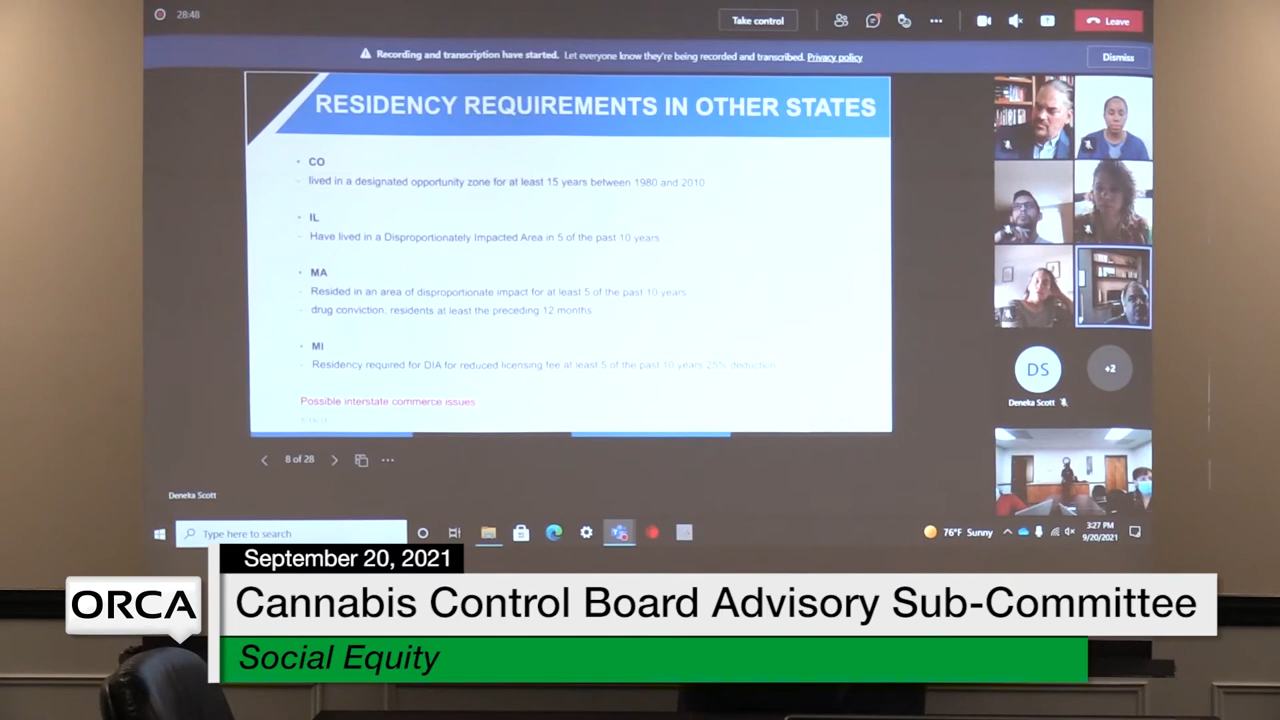 28:48
Take control
Leave
Recording and transcription have started. Let everyone know they're being recorded and transcribed. Privacy policy
Dismiss
RESIDENCY REQUIREMENTS IN OTHER STATES
• CO
- lived in a designated opportunity zone for at least 15 years between 1980 and 2010
• IL
- Have lived in a Disproportionately Impacted Area in 5 of the past 10 years
• MA
- Resided in an area of disproportionate impact for at least 5 of the past 10 years
- drug conviction, residents at least the preceding 12 months
• MI
- Residency required for DIA for reduced licensing fee at least 5 of the past 10 years 25% deduction
Possible interstate commerce issues
DS
+2
Deneka Scott
8 of 28
Deneka Scott
Type here to search
76°F Sunny
3:27 PM
9/20/2021
September 20, 2021
ORCA
Cannabis Control Board Advisory Sub-Committee
Social Equity